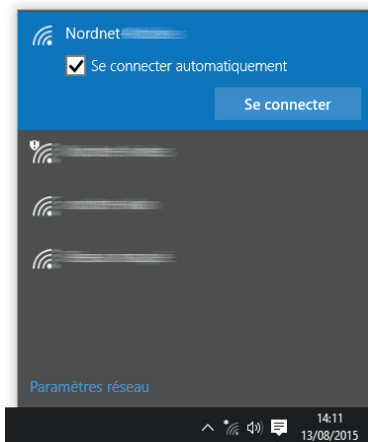 Nordnet
Se connecter automatiquement
Se connecter
Paramètres réseau
14:11
13/08/2015